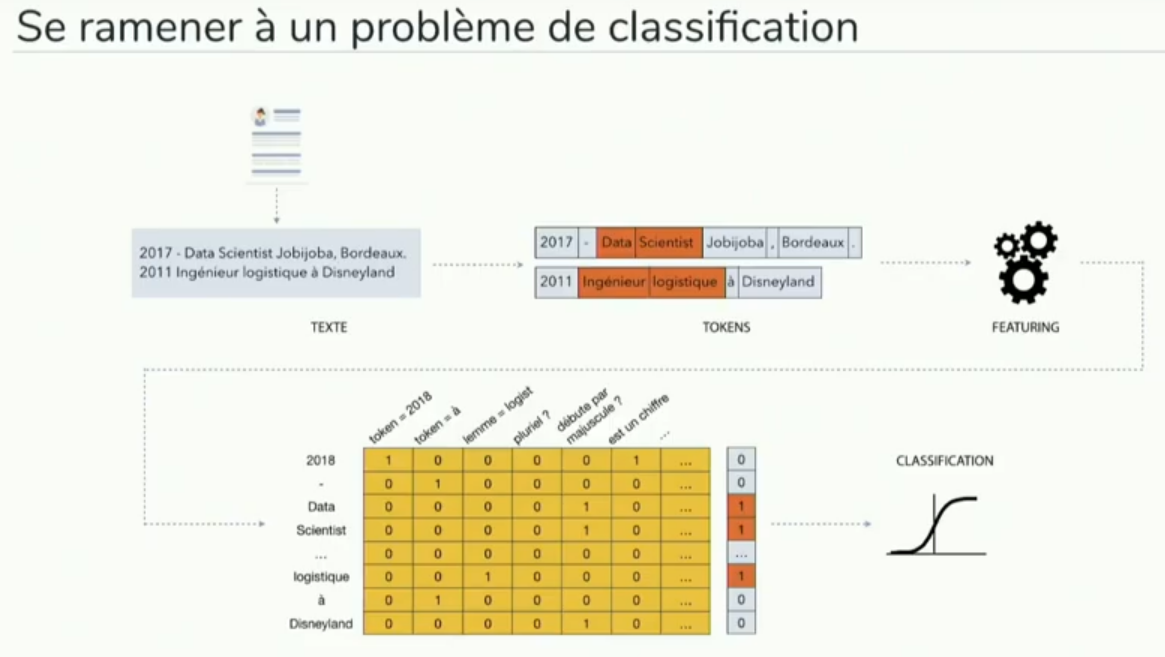 Se ramener à un problème de classification
2017 - Data Scientist Jobijoba, Bordeaux.
2011 Ingénieur logistique à Disneyland
TEXTE
2017 - Data Scientist Jobijoba , Bordeaux .
2011 Ingénieur logistique à Disneyland
TOKENS
FEATURING
token = 2018
token = à
lemme = logist
pluriel ?
débute par
majuscule ?
est un chiffre
...
2018 1 0 0 0 0 1 ... 0
- 0 1 0 0 0 0 ... 0
Data 0 0 0 0 1 0 ... 1
Scientist 0 0 0 0 1 0 ... 1
... 0 0 0 0 0 0 ... ...
logistique 0 0 1 0 0 0 ... 1
à 0 1 0 0 0 0 ... 0
Disneyland 0 0 0 0 1 0 ... 0
CLASSIFICATION